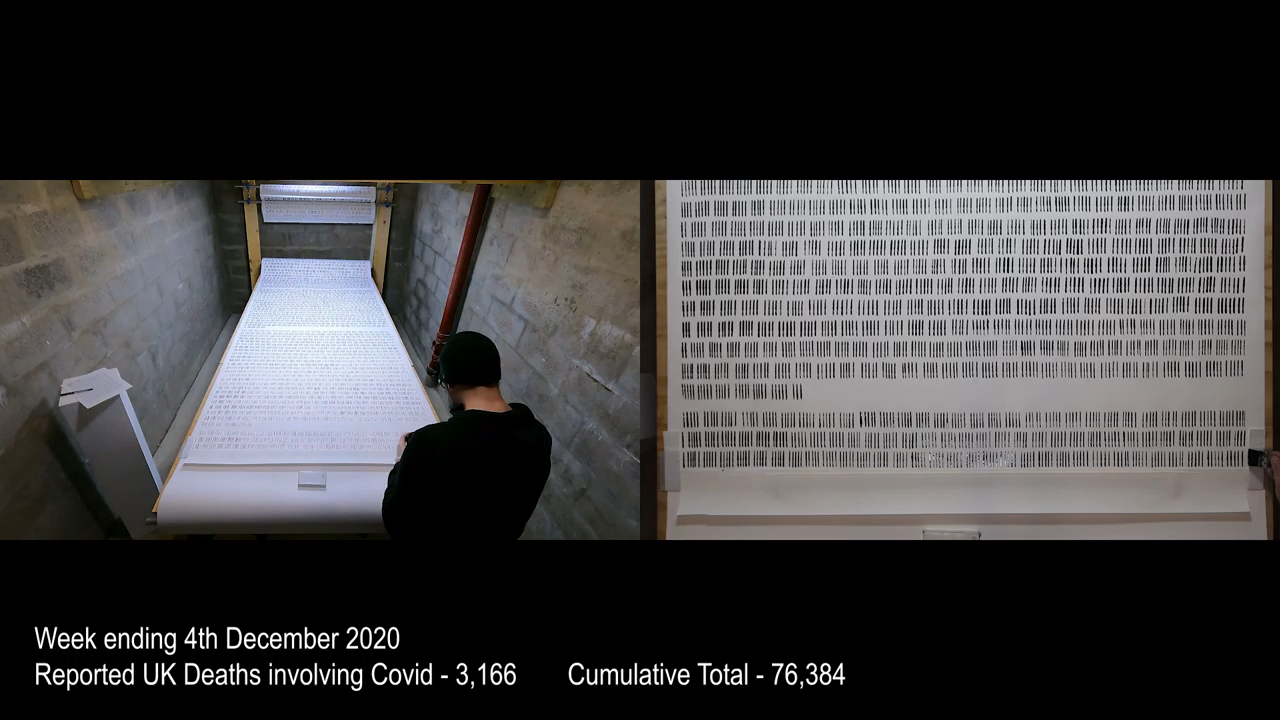 Week ending 4th December 2020
Reported UK Deaths involving Covid - 3,166 Cumulative Total - 76,384